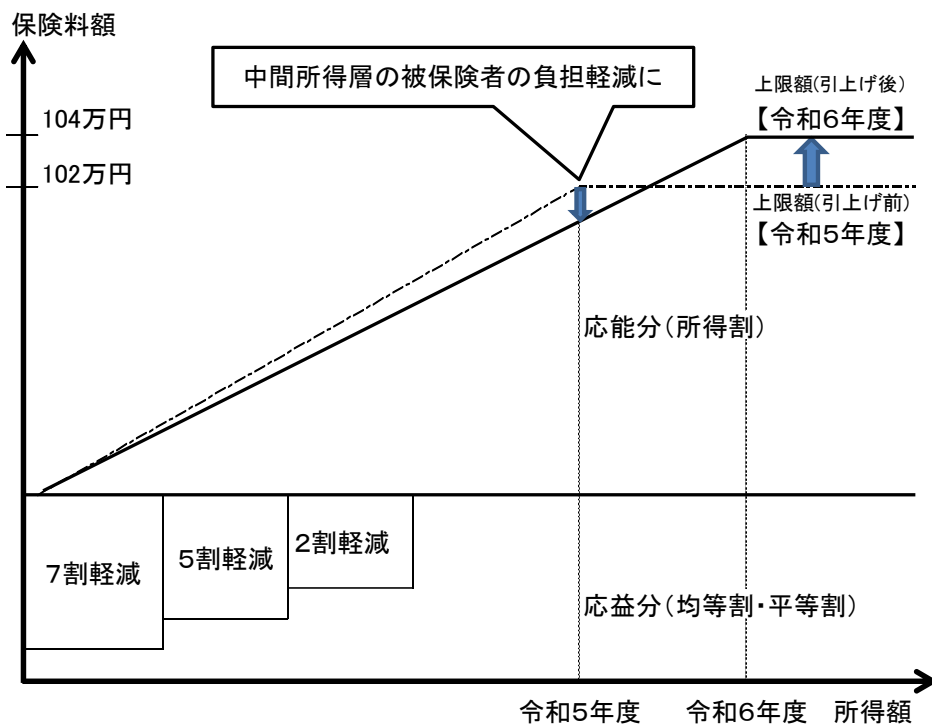 保険料額
中間所得層の被保険者の負担軽減に
上限額(引上げ後)
【令和６年度】
104万円
102万円
上限額(引上げ前)
【令和５年度】
応能分（所得割）
７割軽減
５割軽減
２割軽減
応益分（均等割・平等割）
令和５年度
令和６年度
所得額